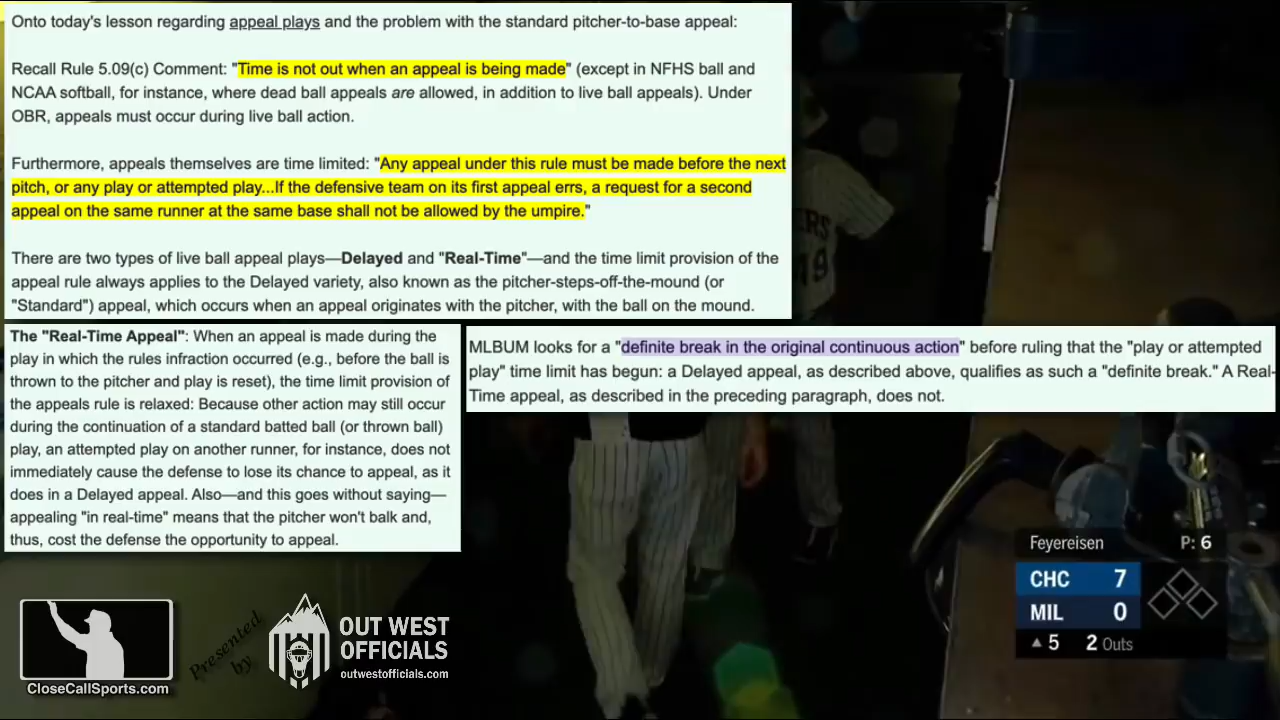 Onto today's lesson regarding appeal plays and the problem with the standard pitcher-to-base appeal:
Recall Rule 5.09(c) Comment: "Time is not out when an appeal is being made" (except in NFHS ball and
NCAA softball, for instance, where dead ball appeals are allowed, in addition to live ball appeals). Under
OBR, appeals must occur during live ball action.
Furthermore, appeals themselves are time limited: "Any appeal under this rule must be made before the next
pitch, or any play or attempted play...If the defensive team on its first appeal errs, a request for a second
appeal on the same runner at the same base shall not be allowed by the umpire."
There are two types of live ball appeal plays—Delayed and "Real-Time"—and the time limit provision of the
appeal rule always applies to the Delayed variety, also known as the pitcher-steps-off-the-mound (or
"Standard") appeal, which occurs when an appeal originates with the pitcher, with the ball on the mound.
The "Real-Time Appeal": When an appeal is made during the
play in which the rules infraction occurred (e.g., before the ball is
thrown to the pitcher and play is reset), the time limit provision of
the appeals rule is relaxed: Because other action may still occur
during the continuation of a standard batted ball (or thrown ball)
play, an attempted play on another runner, for instance, does not
immediately cause the defense to lose its chance to appeal, as it
does in a Delayed appeal. Also—and this goes without saying—
appealing "in real-time" means that the pitcher won't balk and,
thus, cost the defense the opportunity to appeal.
MLBUM looks for a "definite break in the original continuous action" before ruling that the "play or attempted
play" time limit has begun: a Delayed appeal, as described above, qualifies as such a "definite break." A Real-
Time appeal, as described in the preceding paragraph, does not.
ERS
19
Feyereisen P: 6
CHC 7
MIL 0
▲ 5 2 Outs
CloseCallSports.com
Presented
by
OUT WEST
OFFICIALS
outwestofficials.com